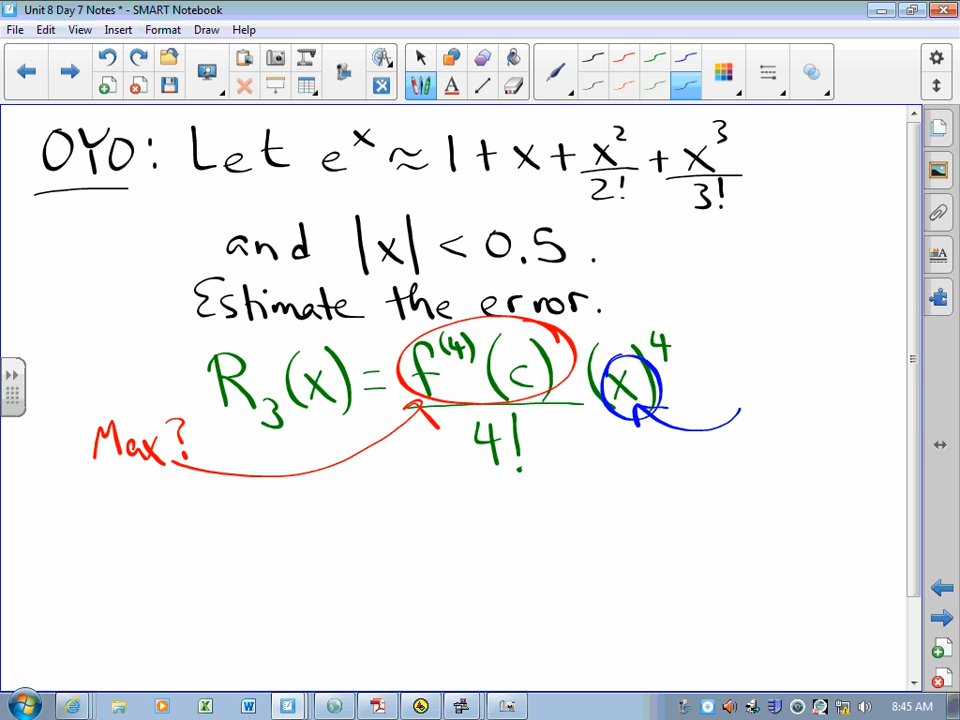 Unit 8 Day 7 Notes * - SMART Notebook
File Edit View Insert Format Draw Help
OYO: Let e^x ≈ 1 + x + x^2/2! + x^3/3!
and |x| < 0.5.
Estimate the error.
R_3(x) = f^(4)(c)/4! (x)^4
Max?
8:45 AM